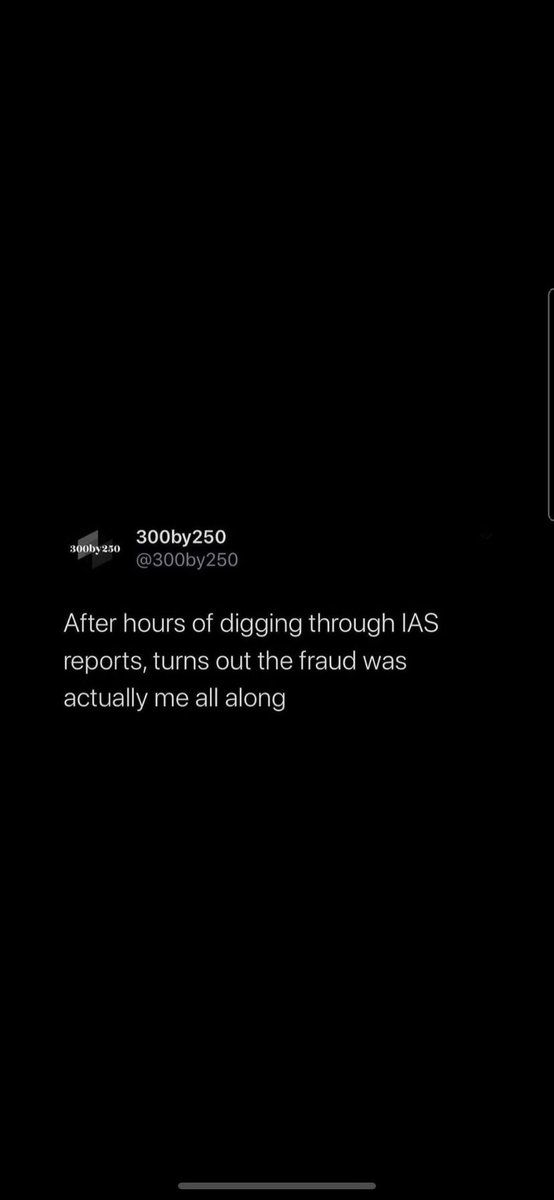 300by250
300by250
@300by250
After hours of digging through IAS
reports, turns out the fraud was
actually me all along